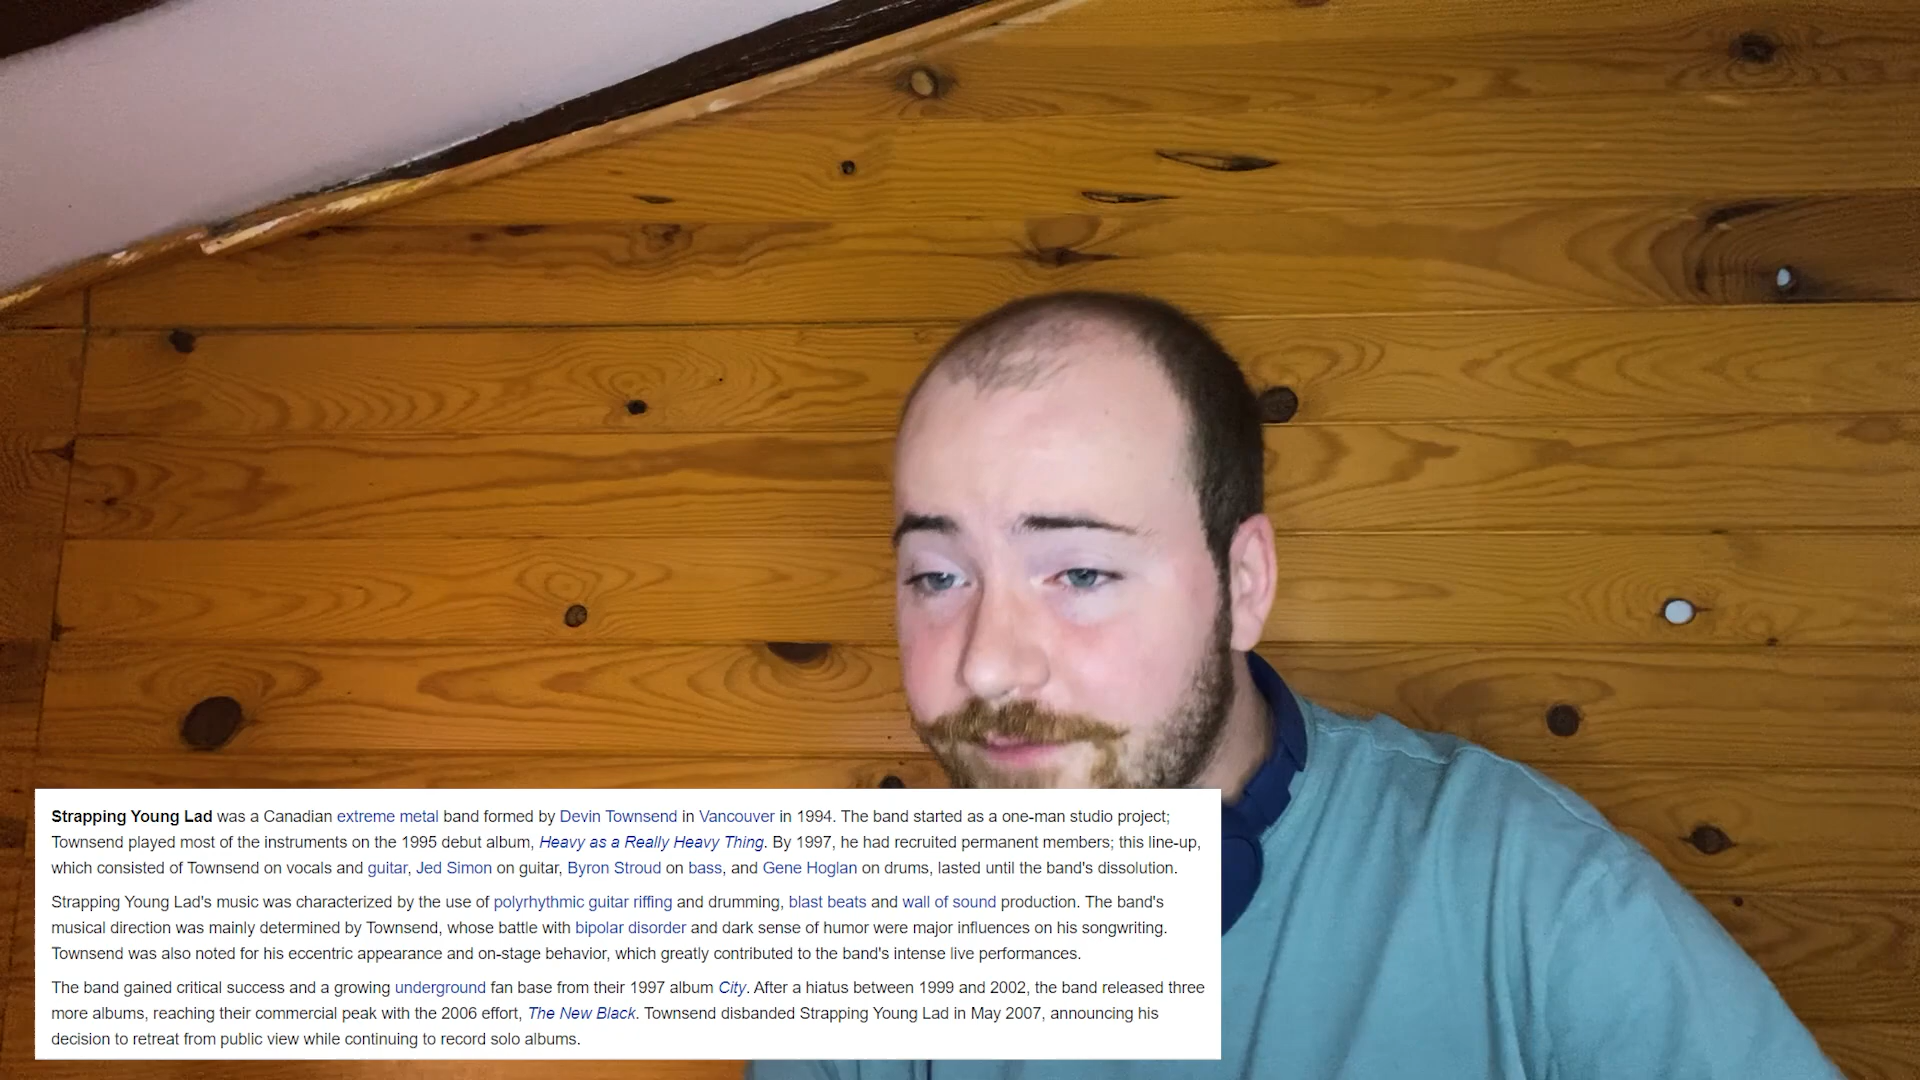 Strapping Young Lad was a Canadian extreme metal band formed by Devin Townsend in Vancouver in 1994. The band started as a one-man studio project;
Townsend played most of the instruments on the 1995 debut album, Heavy as a Really Heavy Thing. By 1997, he had recruited permanent members; this line-up,
which consisted of Townsend on vocals and guitar, Jed Simon on guitar, Byron Stroud on bass, and Gene Hoglan on drums, lasted until the band's dissolution.
Strapping Young Lad's music was characterized by the use of polyrhythmic guitar riffing and drumming, blast beats and wall of sound production. The band's
musical direction was mainly determined by Townsend, whose battle with bipolar disorder and dark sense of humor were major influences on his songwriting.
Townsend was also noted for his eccentric appearance and on-stage behavior, which greatly contributed to the band's intense live performances.
The band gained critical success and a growing underground fan base from their 1997 album City. After a hiatus between 1999 and 2002, the band released three
more albums, reaching their commercial peak with the 2006 effort, The New Black. Townsend disbanded Strapping Young Lad in May 2007, announcing his
decision to retreat from public view while continuing to record solo albums.